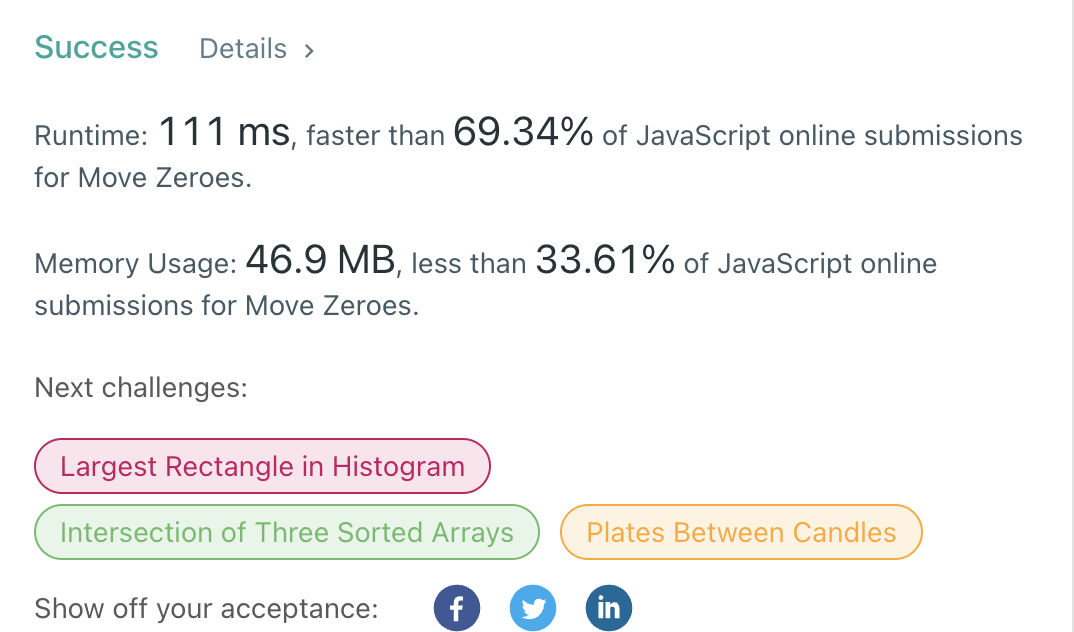 Success Details >
Runtime: 111 ms, faster than 69.34% of JavaScript online submissions
for Move Zeroes.
Memory Usage: 46.9 MB, less than 33.61% of JavaScript online
submissions for Move Zeroes.
Next challenges:
Largest Rectangle in Histogram
Intersection of Three Sorted Arrays Plates Between Candles
Show off your acceptance: f in